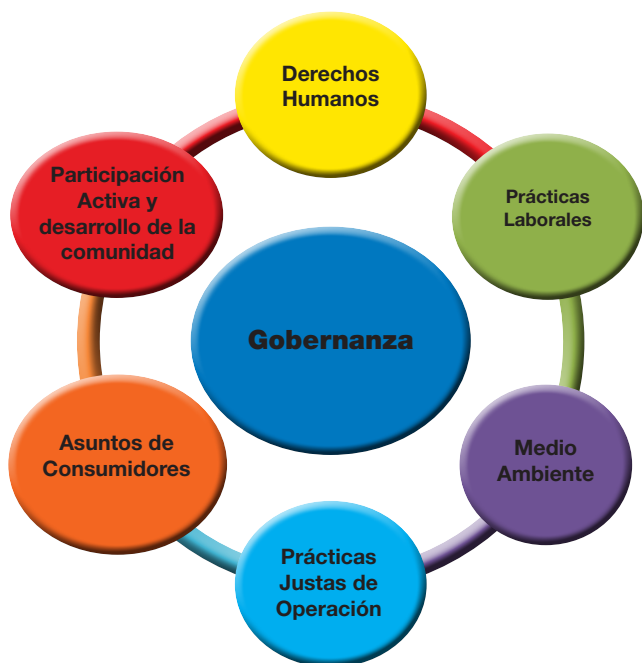 Derechos
Humanos
Participación
Activa y
desarrollo de la
comunidad
Prácticas
Laborales
Gobernanza
Asuntos de
Consumidores
Medio
Ambiente
Prácticas
Justas de
Operación